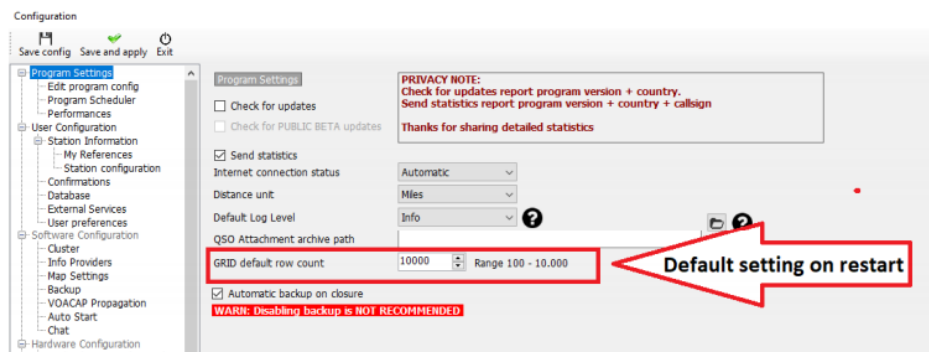 Configuration
Save config Save and apply Exit
Program Settings
Edit program config
Program Scheduler
Performances
User Configuration
Station Information
My References
Station configuration
Confirmations
Database
External Services
User preferences
Software Configuration
Cluster
Info Providers
Map Settings
Backup
VOACAP Propagation
Auto Start
Chat
Hardware Configuration
Program Settings
PRIVACY NOTE:
Check for updates report program version + country.
Send statistics report program version + country + callsign
Thanks for sharing detailed statistics
Check for updates
Check for PUBLIC BETA updates
Send statistics
Internet connection status Automatic
Distance unit Miles
Default Log Level Info
QSO Attachment archive path
GRID default row count 10000 Range 100 - 10.000
Default setting on restart
Automatic backup on closure
WARN: Disabling backup is NOT RECOMMENDED